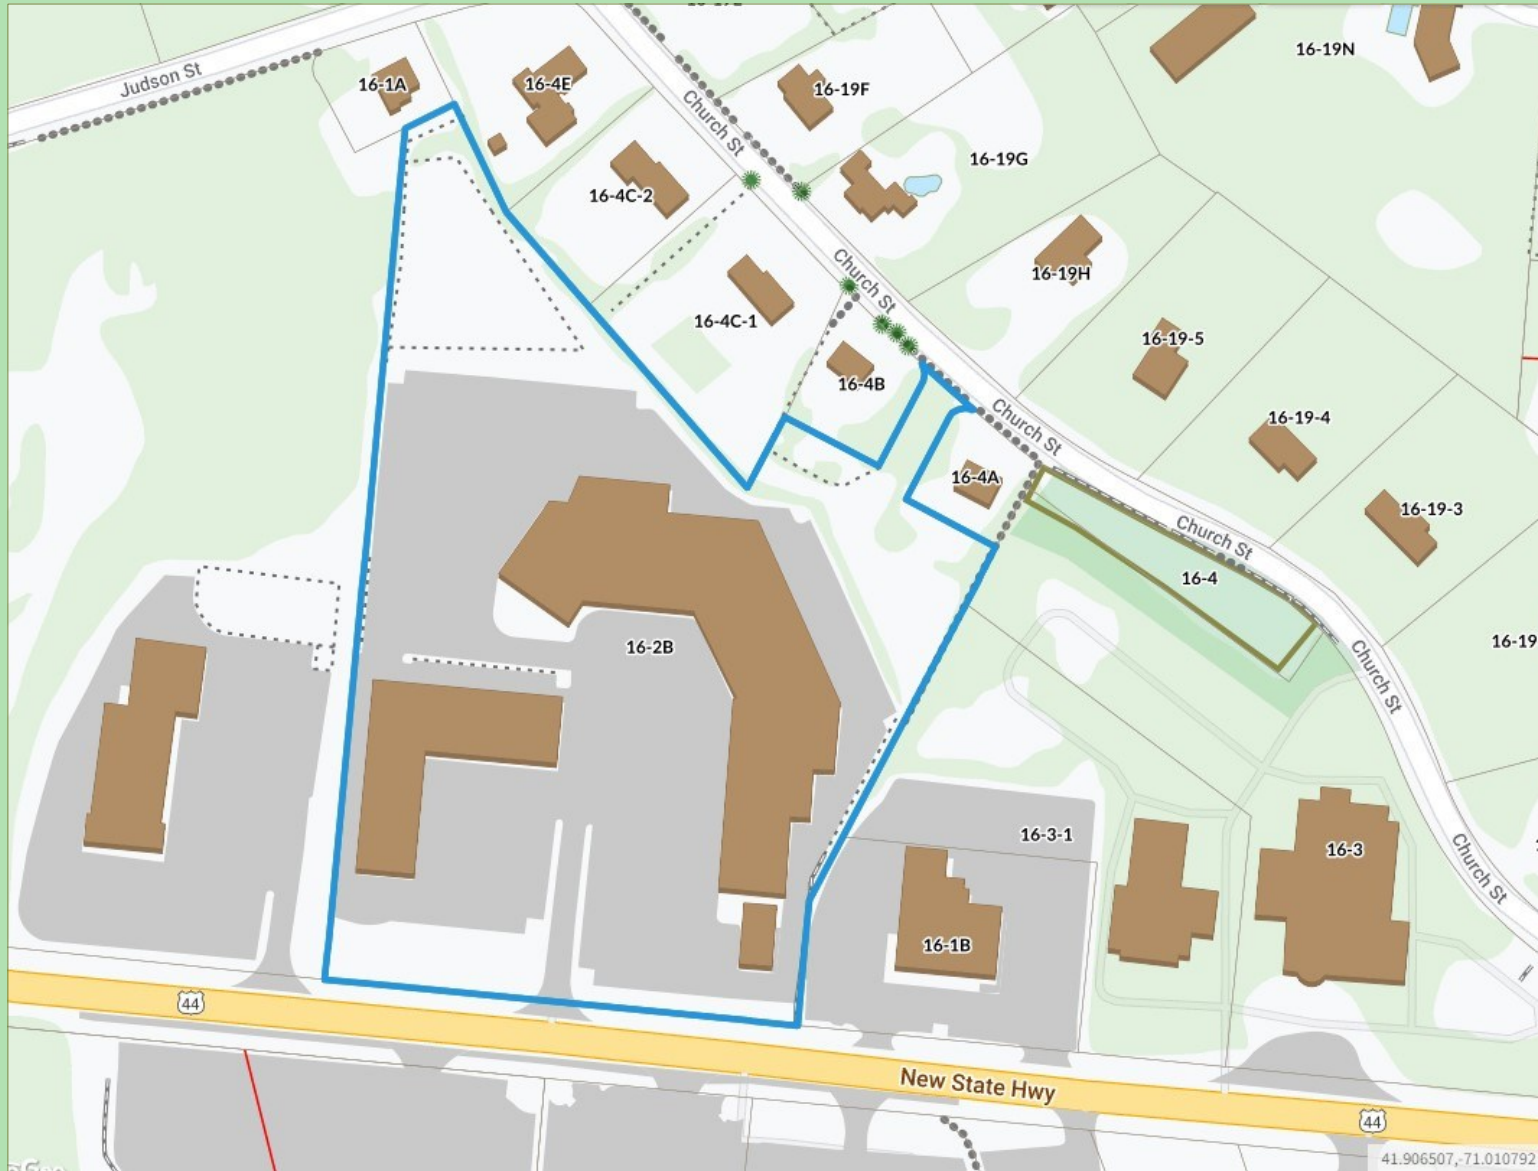 Judson St
16-1A
16-4E
Church St
16-19F
16-19N
16-19G
16-4C-2
Church St
16-19H
16-4C-1
16-19-5
16-4B
Church St
16-19-4
16-4A
16-19-3
Church St
16-4
16-2B
Church St
16-19
16-3-1
16-3
Church St
16-1B
44
New State Hwy
44
41.906507,-71.010792